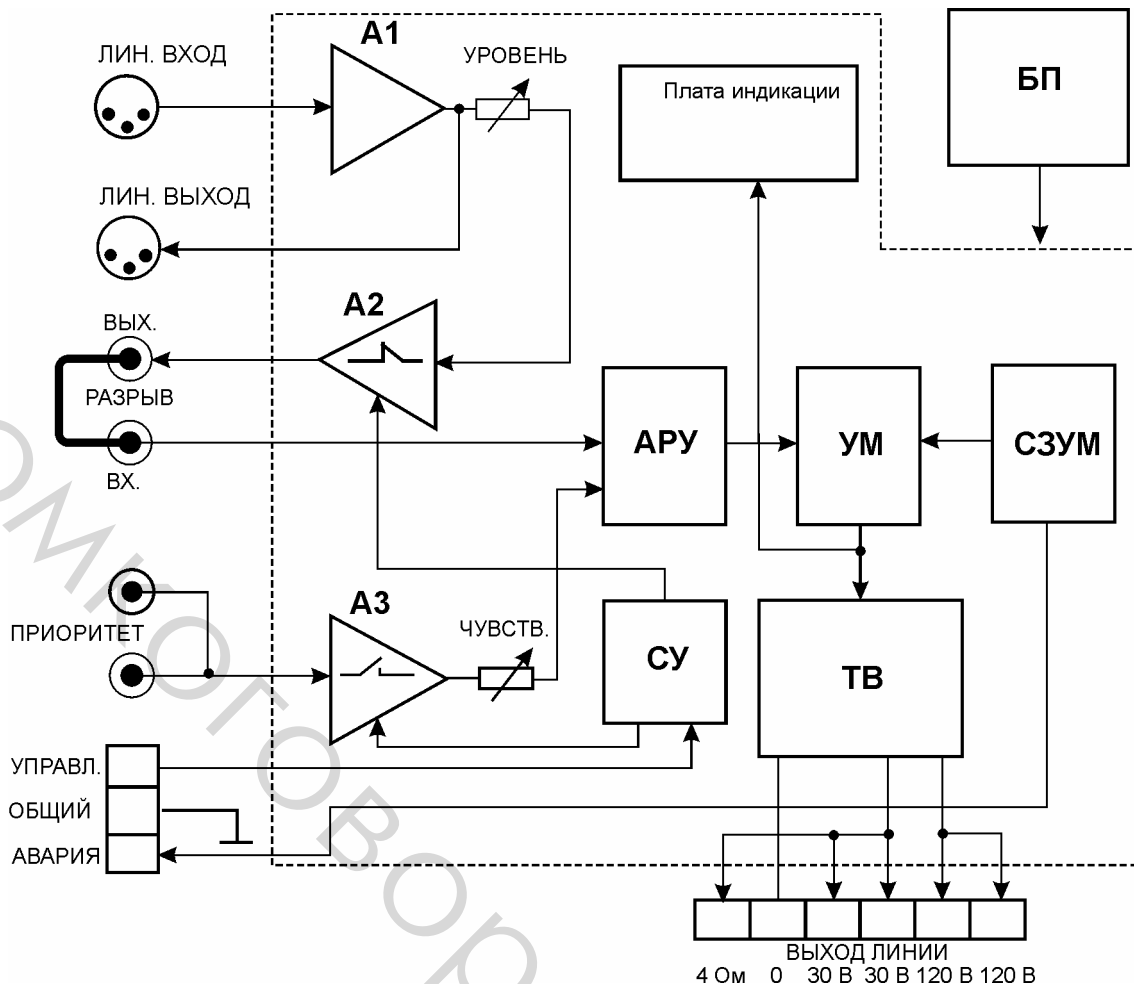 А1
ЛИН. ВХОД
УРОВЕНЬ
Плата индикации
БП
ЛИН. ВЫХОД
А2
ВЫХ.
РАЗРЫВ
ВХ.
АРУ
УМ
СЗУМ
А3
ПРИОРИТЕТ
ЧУВСТВ.
СУ
ТВ
УПРАВЛ.
ОБЩИЙ
АВАРИЯ
ВЫХОД ЛИНИИ
4 Ом 0 30 В 30 В 120 В 120 В
омкоговор